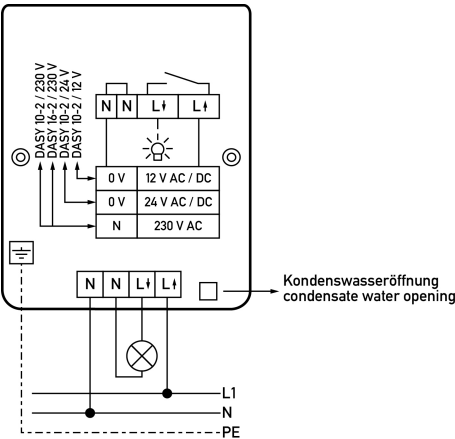 DASY 10-2 / 230 V
DASY 16-2 / 230 V
DASY 10-2 / 24 V
DASY 10-2 / 12 V
N N L L
0 V 12 V AC / DC
0 V 24 V AC / DC
N 230 V AC
N N L L
Kondenswasseröffnung
condensate water opening
L1
N
PE